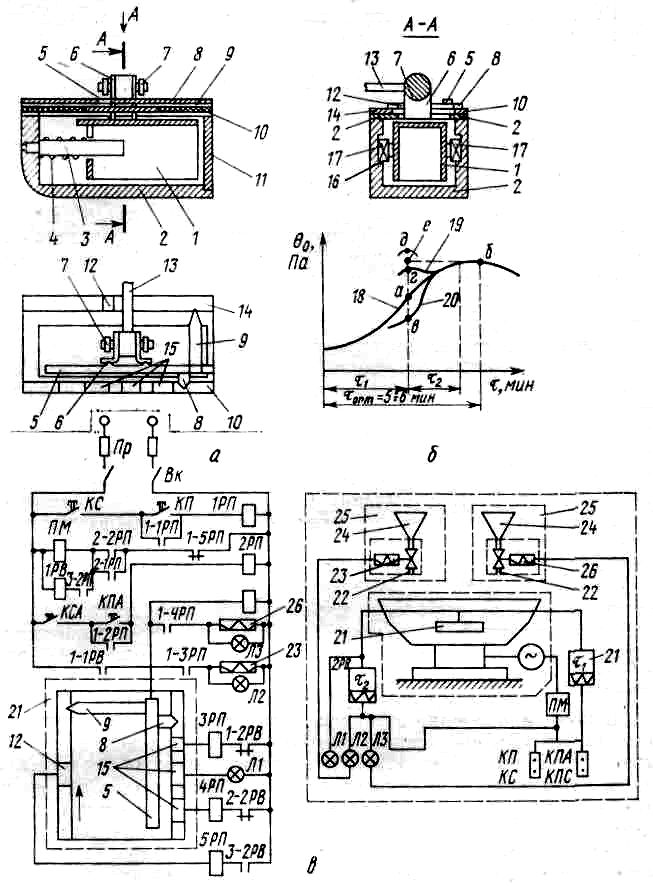 А
А
5 6 7 8 9
10
11
4 3 2 1
А
А-А
13 7 6 5 8
12
14
2
10
2
17
16
17
1
2
7 12 13
14
9
15
5 6 8 10
θ₀,
Па
д е 19
г
б
18 а
20
в
τ₁ τ₂ τ, мин
τопт = 5÷6 мин
Пр
Вк
а
б
КС КП 1РП
1-1РП
ПМ
2-2РП 1-5РП
2РП
1РВ
2-1РП
3-2РП
КСА КПА
1-2РП
1-4РП
26
Л3
1-1РВ 1-3РП
23
Л2
21
9
3РП 1-2РВ
12
8
15
Л1
4РП
2-2РВ
5
5РП 3-2РВ
25
24
25
24
23
22
26
22
21
2РВ
τ₂
τ₁
21
ПМ
Л1 Л2 Л3
КП КПА
КС КПС
в